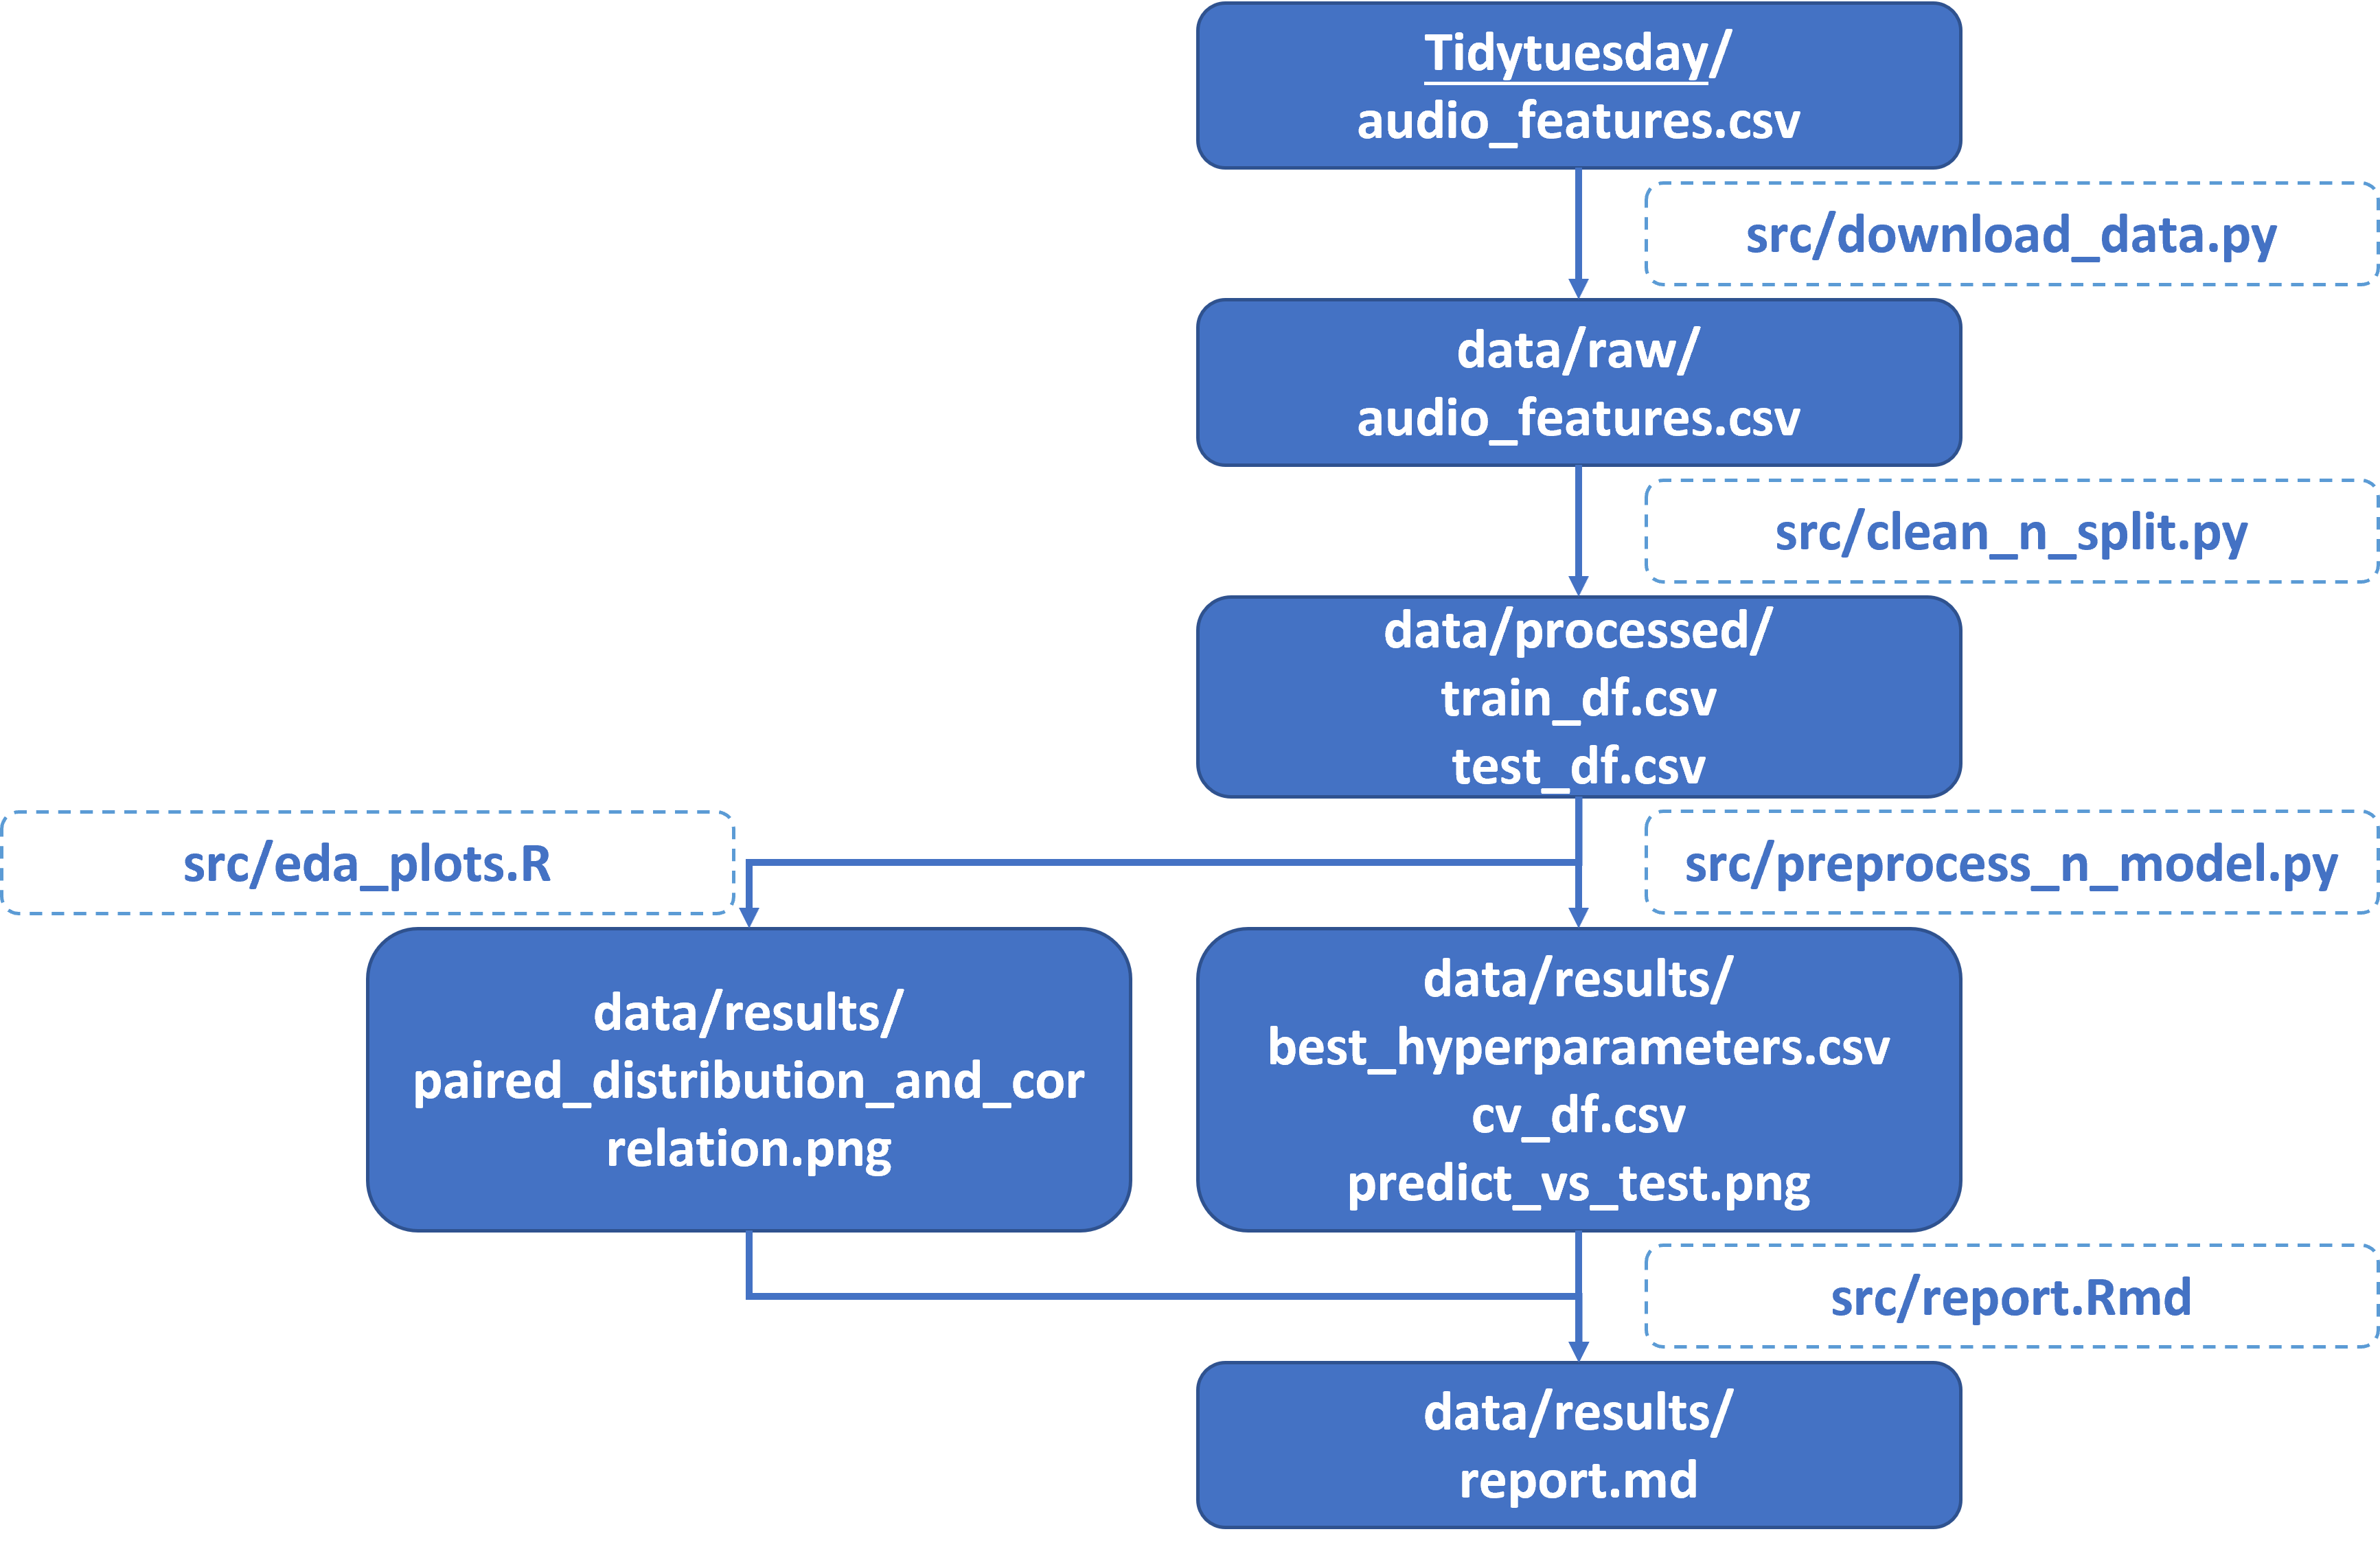 Tidytuesday/
audio_features.csv
src/download_data.py
data/raw/
audio_features.csv
src/clean_n_split.py
data/processed/
train_df.csv
test_df.csv
src/eda_plots.R
src/preprocess_n_model.py
data/results/
paired_distribution_and_cor
relation.png
data/results/
best_hyperparameters.csv
cv_df.csv
predict_vs_test.png
src/report.Rmd
data/results/
report.md